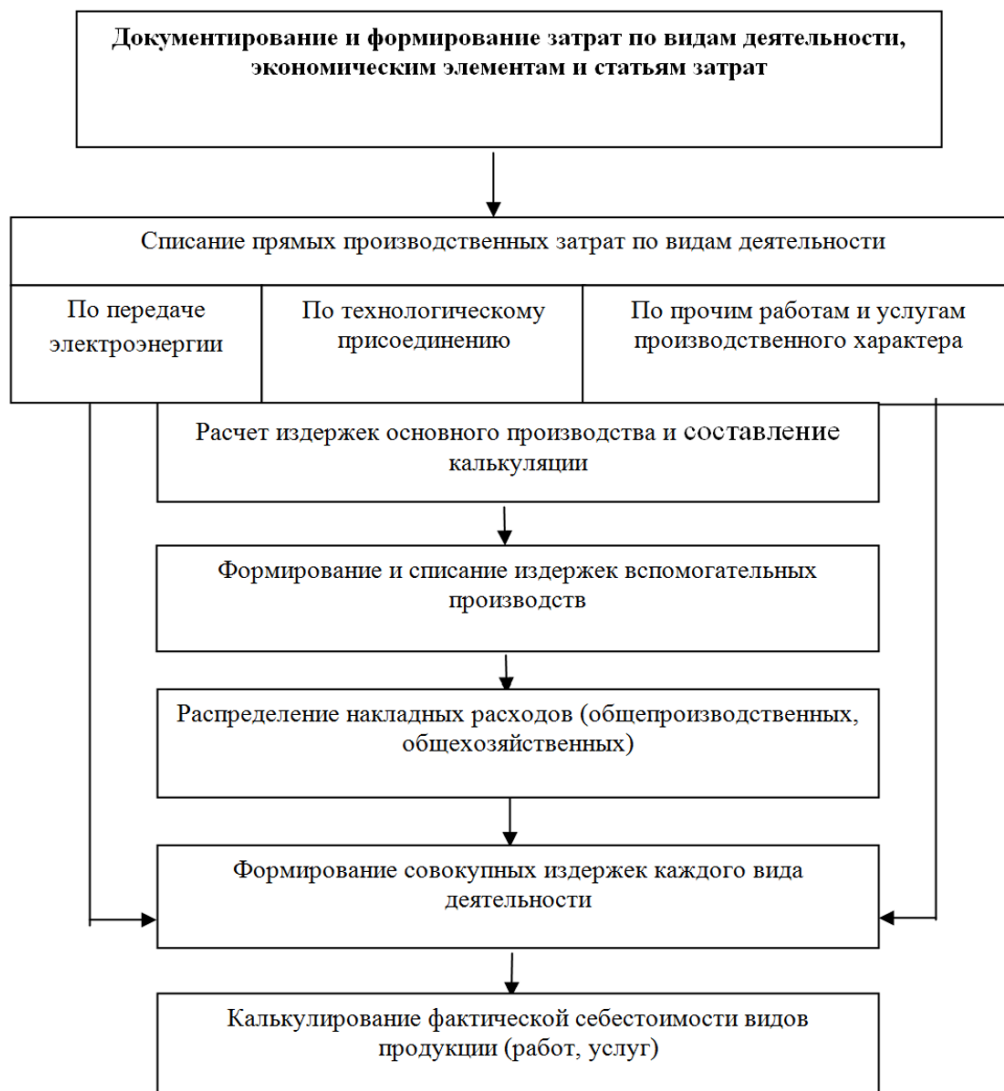 Документирование и формирование затрат по видам деятельности,
экономическим элементам и статьям затрат
Списание прямых производственных затрат по видам деятельности
По передаче
электроэнергии
По технологическому
присоединению
По прочим работам и услугам
производственного характера
Расчет издержек основного производства и составление
калькуляции
Формирование и списание издержек вспомогательных
производств
Распределение накладных расходов (общепроизводственных,
общехозяйственных)
Формирование совокупных издержек каждого вида
деятельности
Калькулирование фактической себестоимости видов
продукции (работ, услуг)